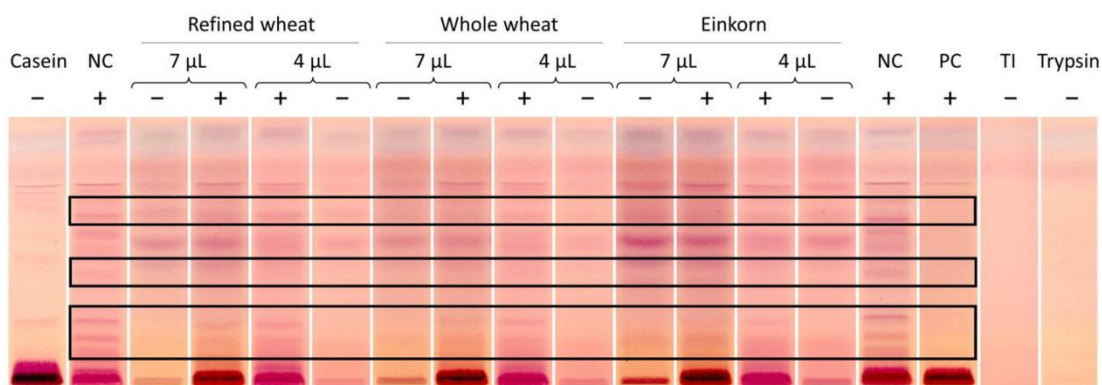 Refined wheat Whole wheat Einkorn
Casein NC 7 µL 4 µL 7 µL 4 µL 7 µL 4 µL NC PC TI Trypsin
– + – + + – – + + – – + + – + + – –